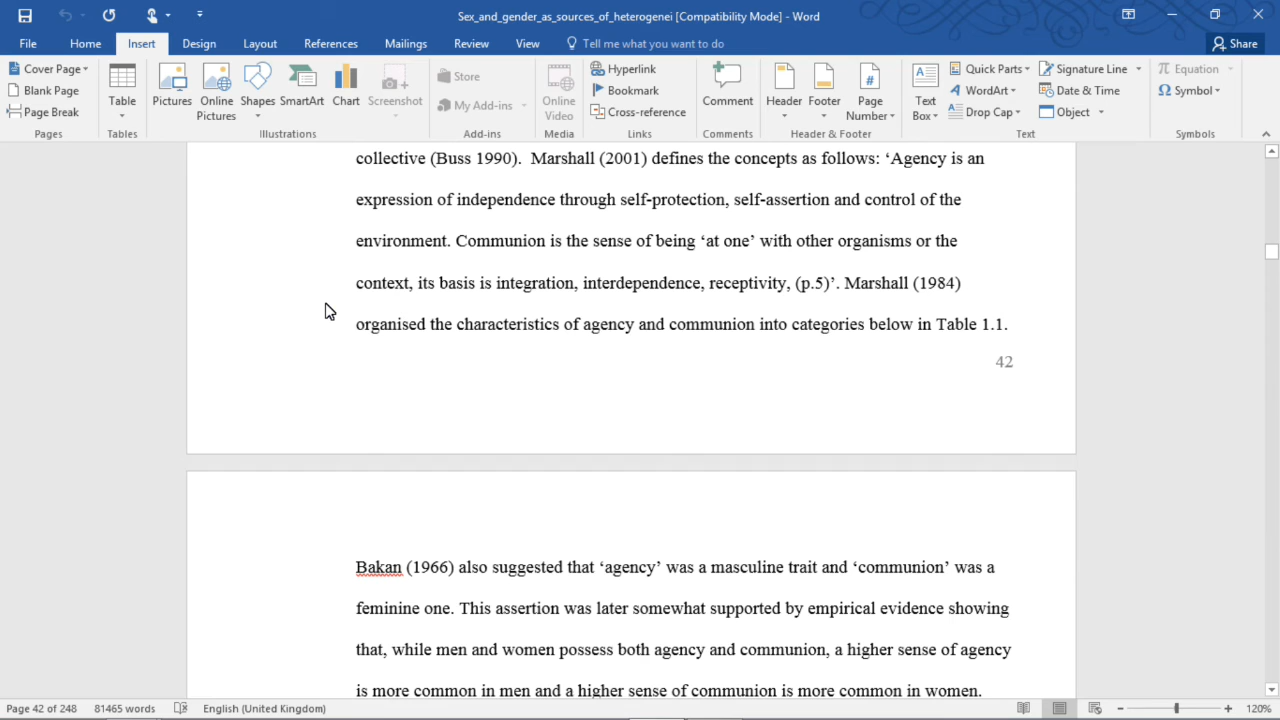 Sex_and_gender_as_sources_of_heterogenei [Compatibility Mode] - Word
File Home Insert Design Layout References Mailings Review View Tell me what you want to do Share
Cover Page
Blank Page
Page Break
Pages
Table
Tables
Pictures
Online Pictures
Shapes
SmartArt
Chart
Screenshot
Illustrations
Store
My Add-ins
Add-ins
Online Video
Media
Hyperlink
Bookmark
Cross-reference
Links
Comment
Comments
Header
Footer
Page Number
Header & Footer
Text Box
Quick Parts
WordArt
Drop Cap
Signature Line
Date & Time
Object
Text
Equation
Symbol
Symbols
collective (Buss 1990).  Marshall (2001) defines the concepts as follows: ‘Agency is an
expression of independence through self-protection, self-assertion and control of the
environment. Communion is the sense of being ‘at one’ with other organisms or the
context, its basis is integration, interdependence, receptivity, (p.5)’. Marshall (1984)
organised the characteristics of agency and communion into categories below in Table 1.1.
42
Bakan (1966) also suggested that ‘agency’ was a masculine trait and ‘communion’ was a
feminine one. This assertion was later somewhat supported by empirical evidence showing
that, while men and women possess both agency and communion, a higher sense of agency
is more common in men and a higher sense of communion is more common in women.
Page 42 of 248 81465 words English (United Kingdom) 120%